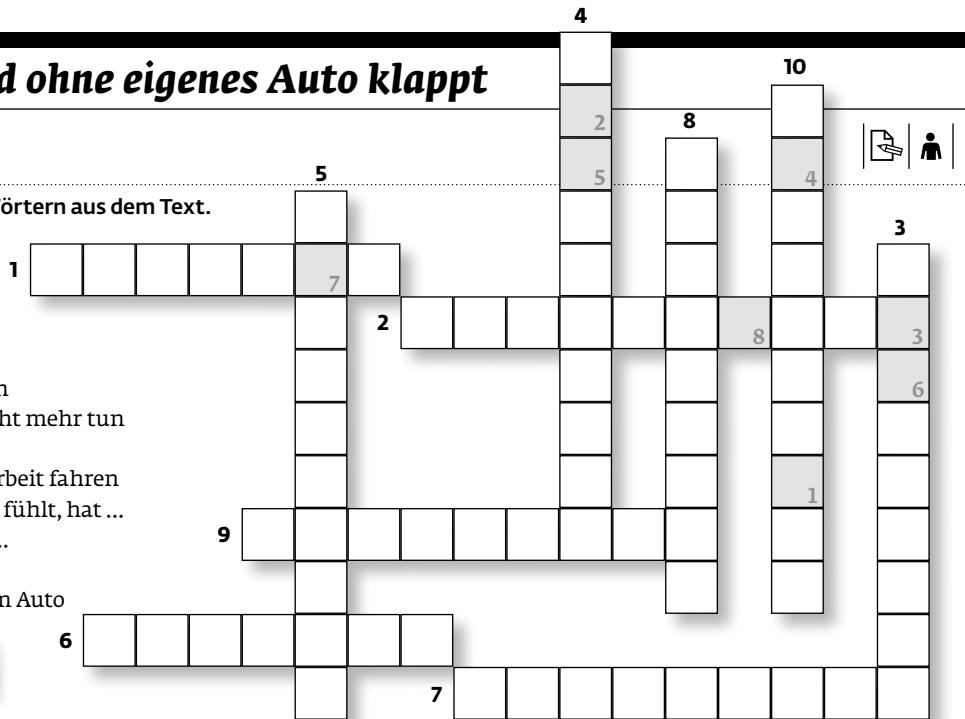 4
d ohne eigenes Auto klappt
10
8
2
5
4
5
örtern aus dem Text.
3
1
7
2
8
3
6
n
ht mehr tun
rbeit fahren
1
fühlt, hat ...
9
..
n Auto
6
7